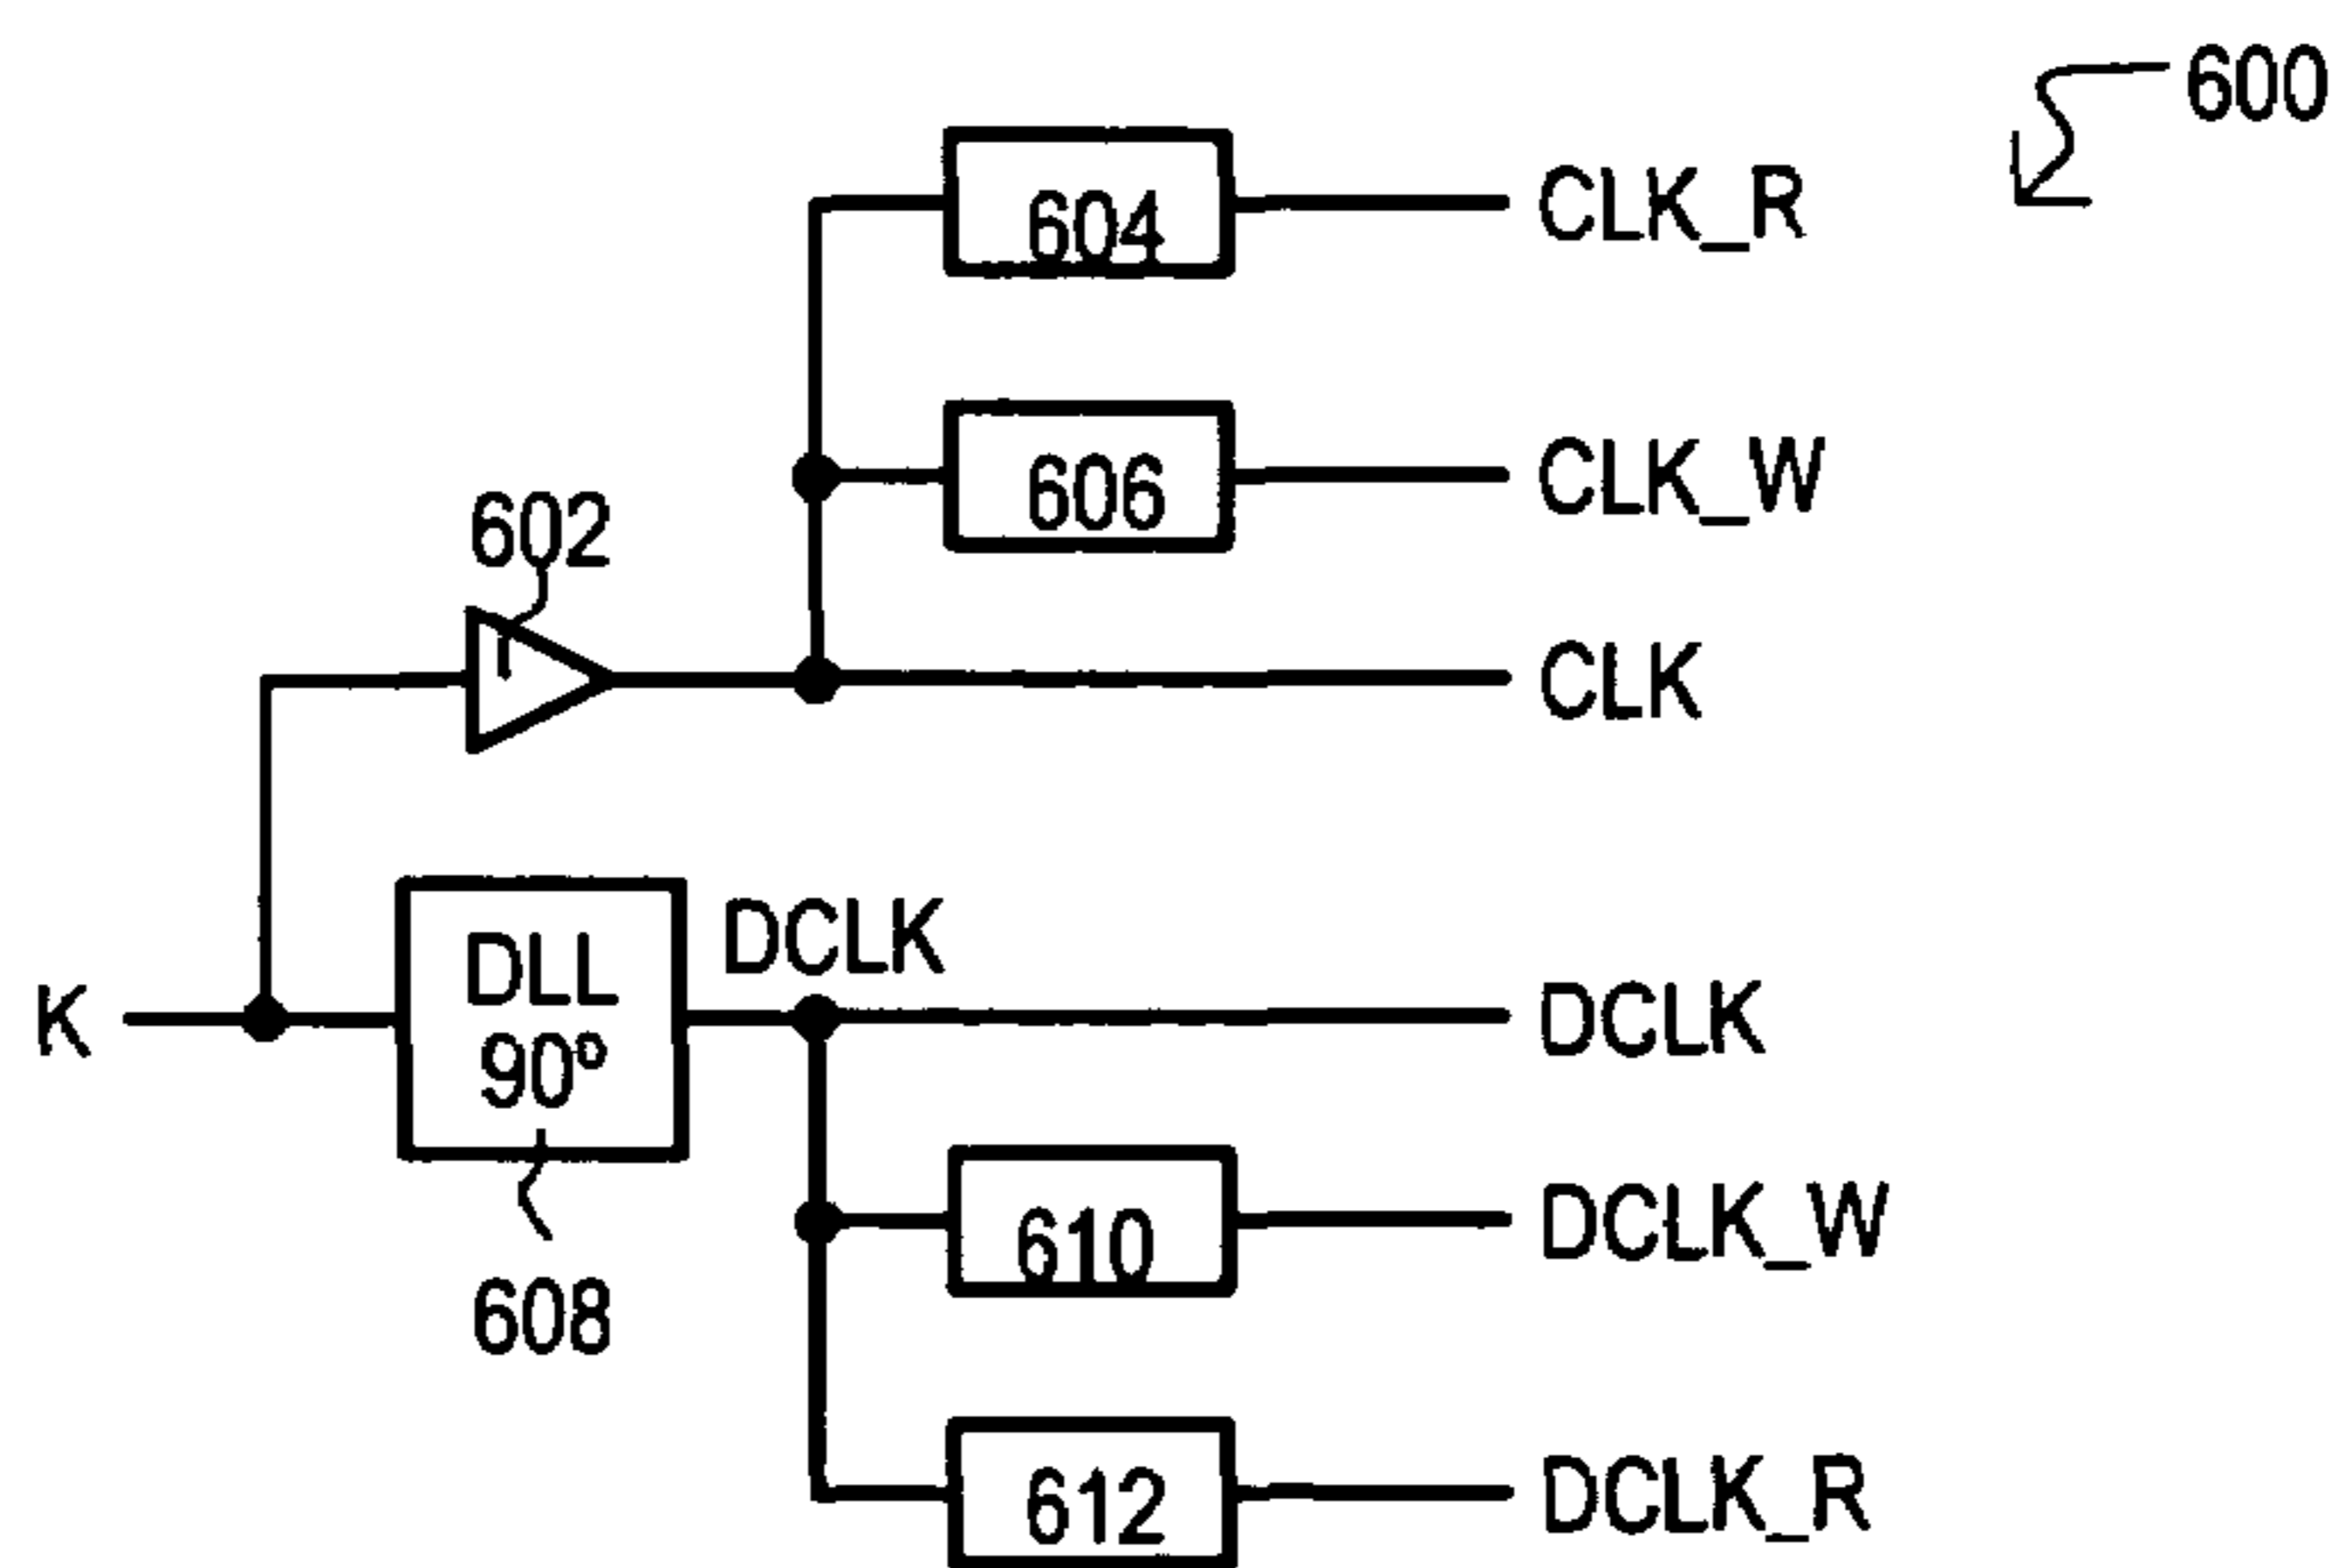 600
604
CLK_R
606
CLK_W
602
CLK
DCLK
DLL
90°
K
DCLK
608
610
DCLK_W
612
DCLK_R